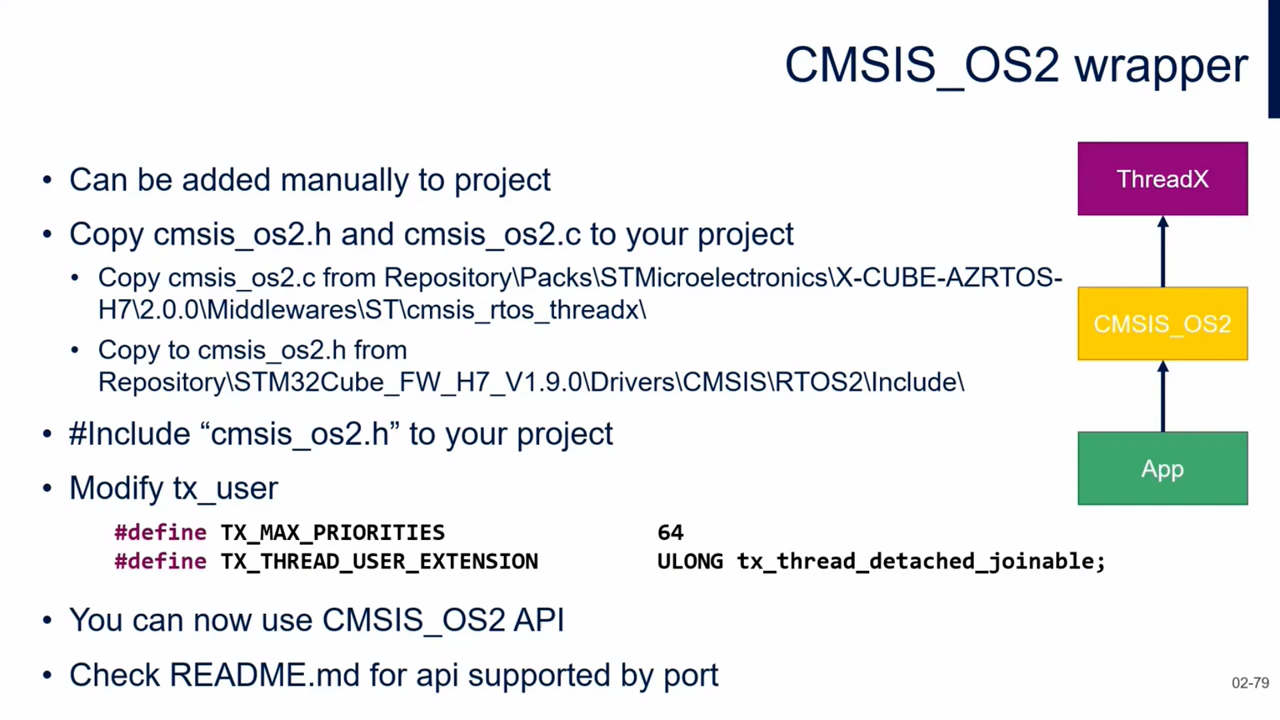 CMSIS_OS2 wrapper
• Can be added manually to project
• Copy cmsis_os2.h and cmsis_os2.c to your project
• Copy cmsis_os2.c from Repository\Packs\STMicroelectronics\X-CUBE-AZRTOS-
H7\2.0.0\Middlewares\ST\cmsis_rtos_threadx\
• Copy to cmsis_os2.h from
Repository\STM32Cube_FW_H7_V1.9.0\Drivers\CMSIS\RTOS2\Include\
• #Include “cmsis_os2.h” to your project
• Modify tx_user
#define TX_MAX_PRIORITIES 64
#define TX_THREAD_USER_EXTENSION ULONG tx_thread_detached_joinable;
• You can now use CMSIS_OS2 API
• Check README.md for api supported by port
ThreadX
CMSIS_OS2
App
02-79